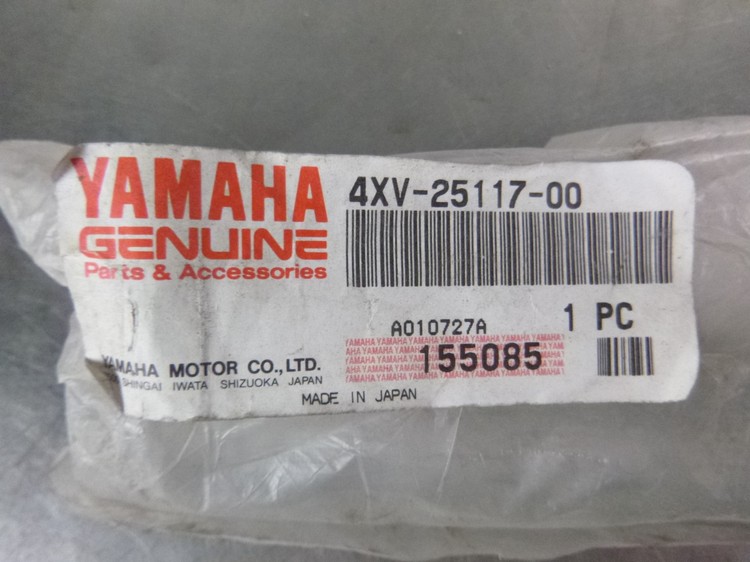 YAMAHA
GENUINE
Parts & Accessories
4XV-25117-00
A010727A
1 PC
155085
YAMAHA MOTOR CO.,LTD.
SHINGAI IWATA SHIZUOKA JAPAN
MADE IN JAPAN